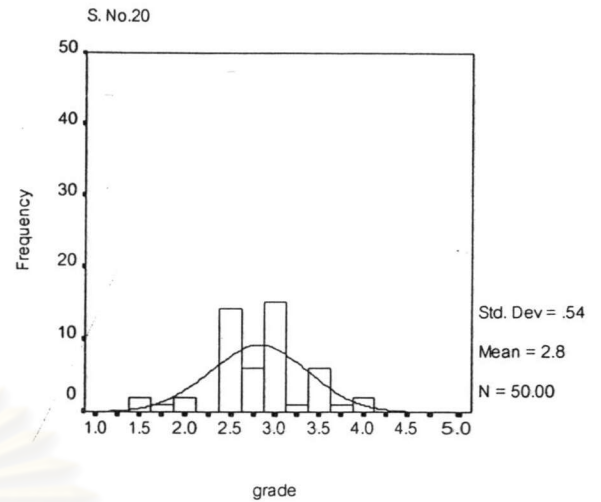 S. No.20
50
40
30
20
10
0
Frequency
1.0 1.5 2.0 2.5 3.0 3.5 4.0 4.5 5.0
grade
Std. Dev = .54
Mean = 2.8
N = 50.00